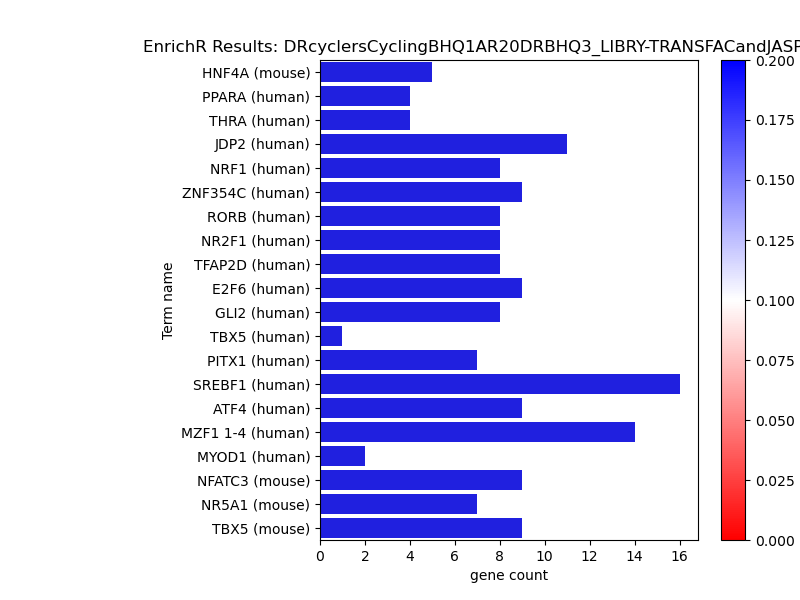 EnrichR Results: DRcyclersCyclingBHQ1AR20DRBHQ3_LIBRY-TRANSFACandJASP
HNF4A (mouse)
PPARA (human)
THRA (human)
JDP2 (human)
NRF1 (human)
ZNF354C (human)
RORB (human)
NR2F1 (human)
TFAP2D (human)
E2F6 (human)
GLI2 (human)
TBX5 (human)
PITX1 (human)
SREBF1 (human)
ATF4 (human)
MZF1 1-4 (human)
MYOD1 (human)
NFATC3 (mouse)
NR5A1 (mouse)
TBX5 (mouse)
Term name
0 2 4 6 8 10 12 14 16
gene count
0.200
0.175
0.150
0.125
0.100
0.075
0.050
0.025
0.000